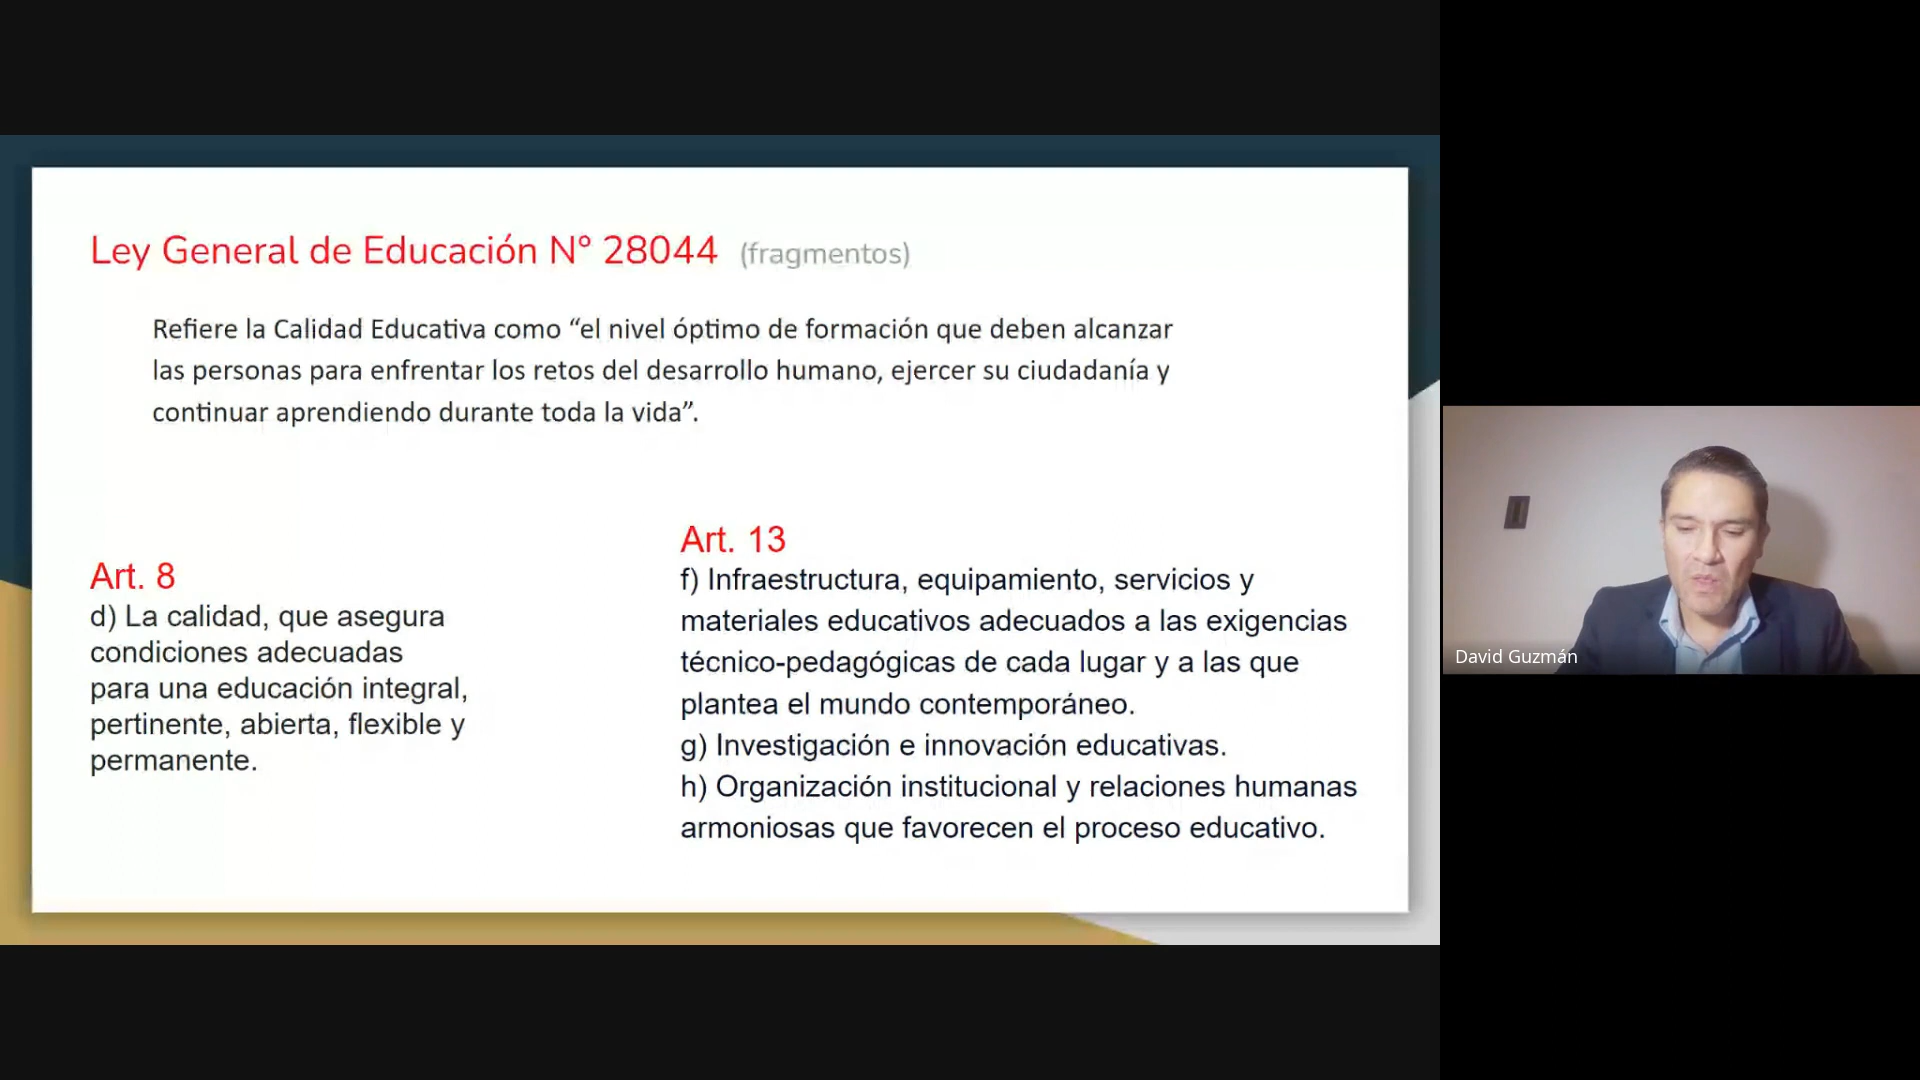 Ley General de Educación N° 28044 (fragmentos)
Refiere la Calidad Educativa como “el nivel óptimo de formación que deben alcanzar
las personas para enfrentar los retos del desarrollo humano, ejercer su ciudadanía y
continuar aprendiendo durante toda la vida”.
Art. 8
d) La calidad, que asegura
condiciones adecuadas
para una educación integral,
pertinente, abierta, flexible y
permanente.
Art. 13
f) Infraestructura, equipamiento, servicios y
materiales educativos adecuados a las exigencias
técnico-pedagógicas de cada lugar y a las que
plantea el mundo contemporáneo.
g) Investigación e innovación educativas.
h) Organización institucional y relaciones humanas
armoniosas que favorecen el proceso educativo.
David Guzmán